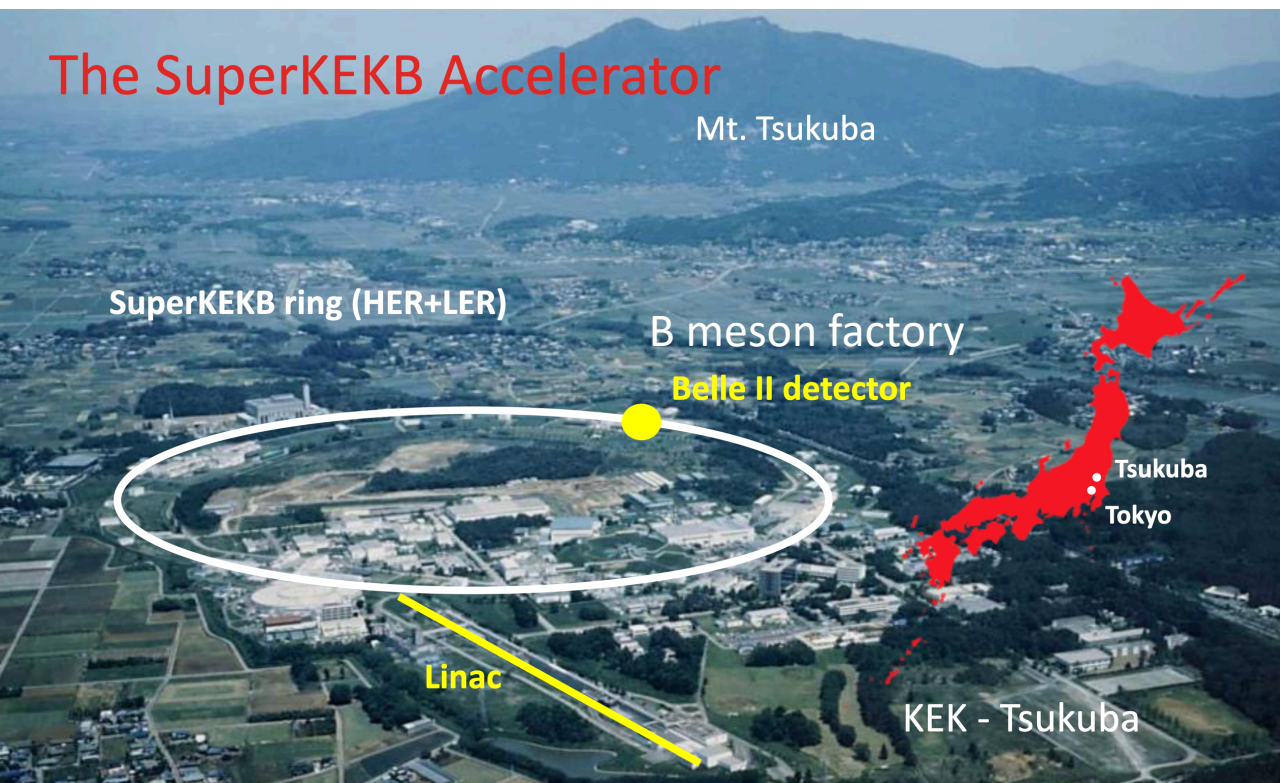 The SuperKEKB Accelerator
Mt. Tsukuba
SuperKEKB ring (HER+LER)
B meson factory
Belle II detector
Tsukuba
Tokyo
Linac
KEK - Tsukuba